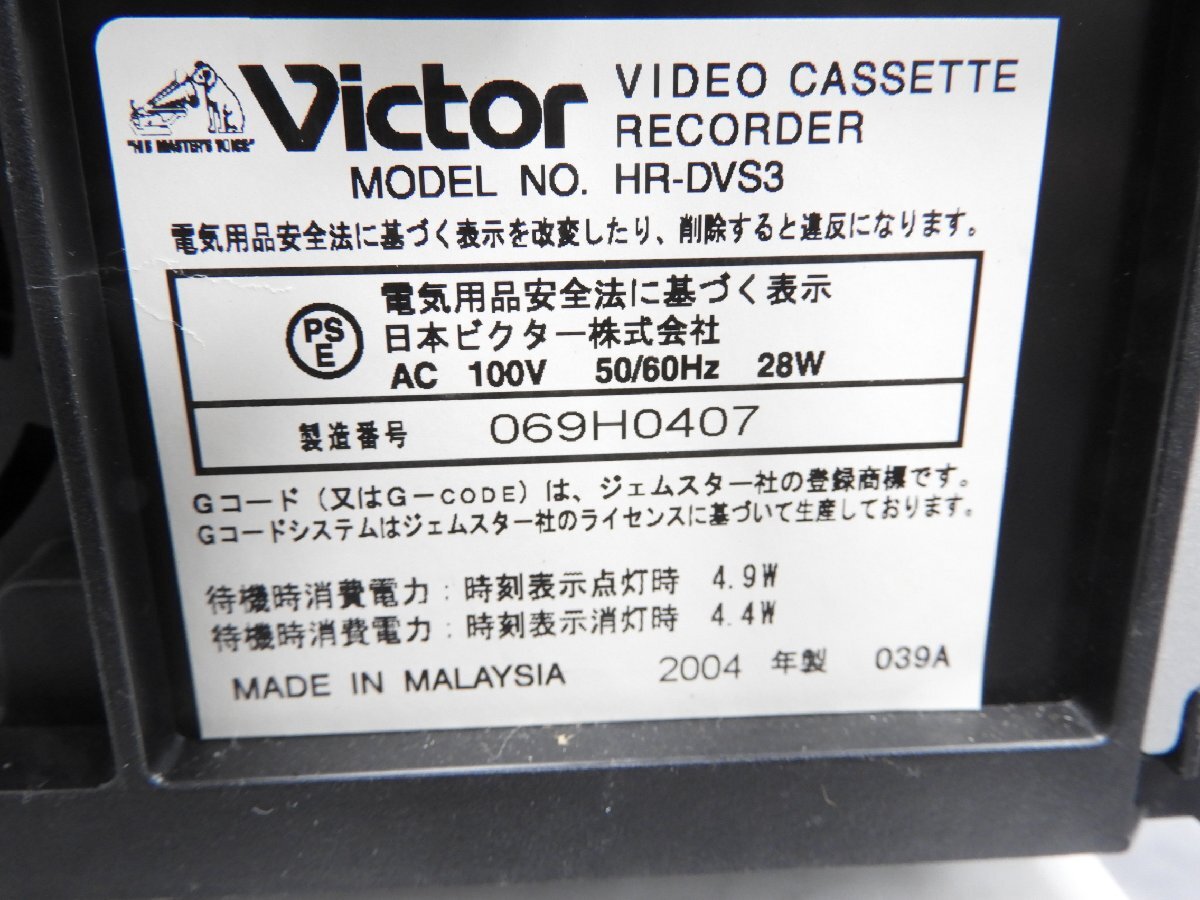 "HIS MASTER'S VOICE"
Victor
VIDEO CASSETTE
RECORDER
MODEL NO. HR-DVS3
電気用品安全法に基づく表示を改変したり、削除すると違反になります。
PS
E
電気用品安全法に基づく表示
日本ビクター株式会社
AC 100V 50/60Hz 28W
製造番号 069H0407
Gコード(又はG-CODE)は、ジェムスター社の登録商標です。
Gコードシステムはジェムスター社のライセンスに基づいて生産しております。
待機時消費電力:時刻表示点灯時 4.9W
待機時消費電力:時刻表示消灯時 4.4W
MADE IN MALAYSIA 2004 年製 039A